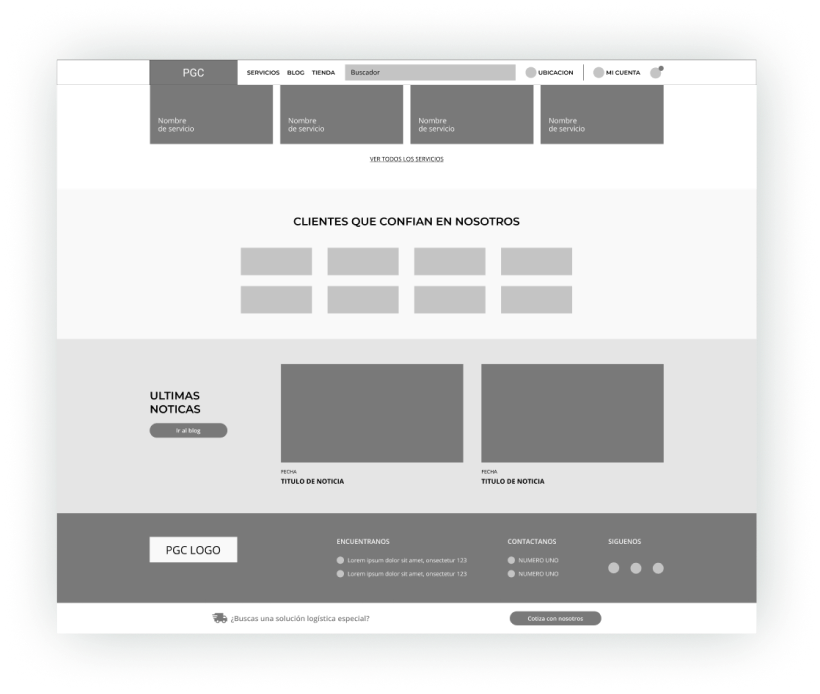 PGC SERVICIOS BLOG TIENDA Buscador UBICACION MI CUENTA
Nombre
de servicio
Nombre
de servicio
Nombre
de servicio
Nombre
de servicio
VER TODOS LOS SERVICIOS
CLIENTES QUE CONFIAN EN NOSOTROS
ULTIMAS
NOTICAS
Ir al blog
FECHA
TITULO DE NOTICIA
FECHA
TITULO DE NOTICIA
PGC LOGO
ENCUENTRANOS
Lorem ipsum dolor sit amet, onsectetur 123
Lorem ipsum dolor sit amet, onsectetur 123
CONTACTANOS
NUMERO UNO
NUMERO UNO
SIGUENOS
¿Buscas una solución logística especial?
Cotiza con nosotros